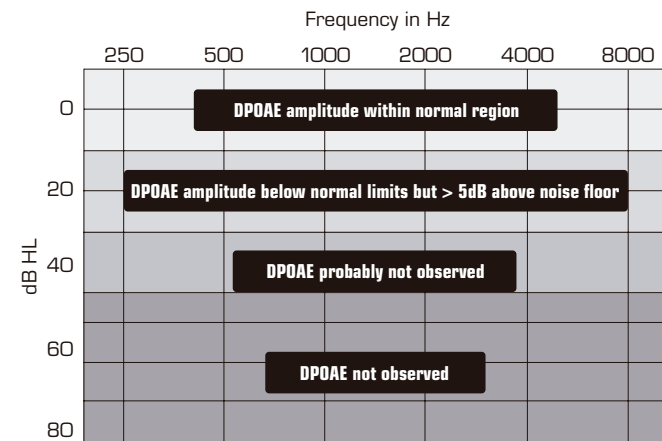 Frequency in Hz
250 500 1000 2000 4000 8000
0
DPOAE amplitude within normal region
20
DPOAE amplitude below normal limits but > 5dB above noise floor
dB HL
40
DPOAE probably not observed
60
DPOAE not observed
80